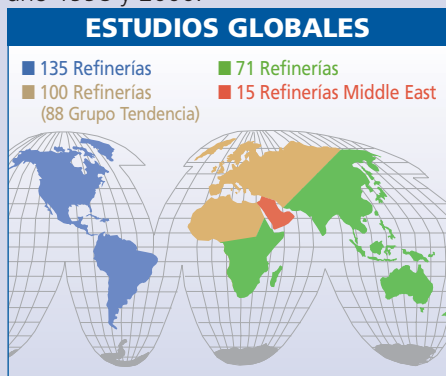 ESTUDIOS GLOBALES
135 Refinerías
71 Refinerías
100 Refinerías
15 Refinerías Middle East
(88 Grupo Tendencia)